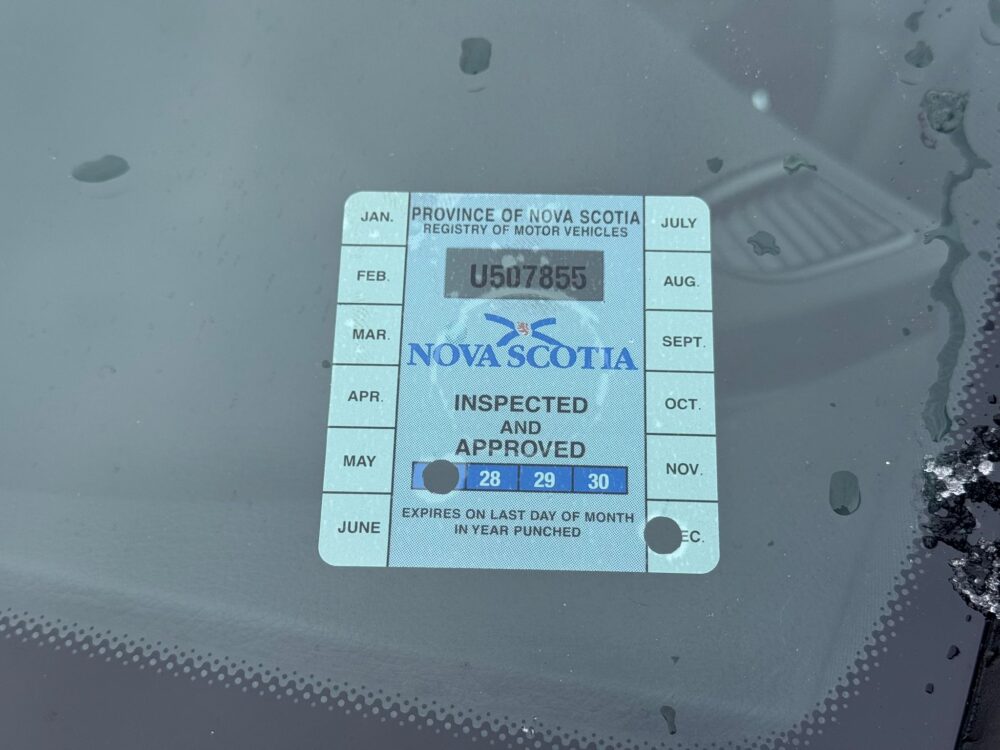 PROVINCE OF NOVA SCOTIA
REGISTRY OF MOTOR VEHICLES
U507855
NOVA SCOTIA
INSPECTED
AND
APPROVED
28 29 30
EXPIRES ON LAST DAY OF MONTH
IN YEAR PUNCHED
JAN.
FEB.
MAR.
APR.
MAY
JUNE
JULY
AUG.
SEPT.
OCT.
NOV.
EC.